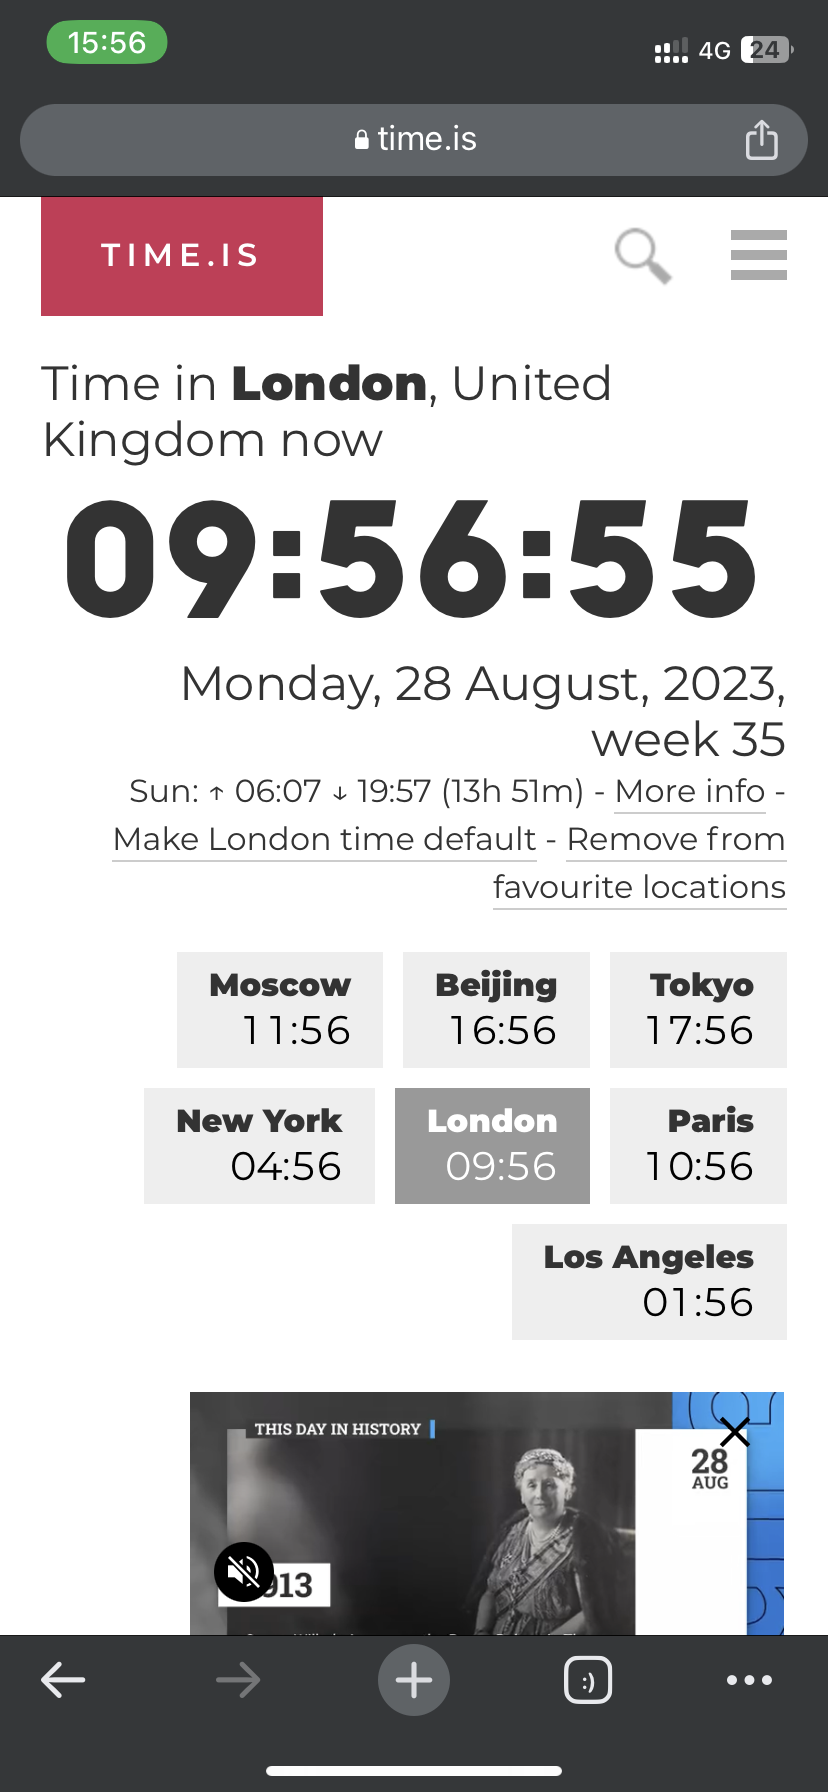 15:56
4G 24
time.is
TIME.IS
Time in London, United
Kingdom now
09:56:55
Monday, 28 August, 2023,
week 35
Sun: ↑ 06:07 ↓ 19:57 (13h 51m) - More info -
Make London time default - Remove from
favourite locations
Moscow Beijing Tokyo
11:56 16:56 17:56
New York London Paris
04:56 09:56 10:56
Los Angeles
01:56
THIS DAY IN HISTORY
28
AUG
913
:)